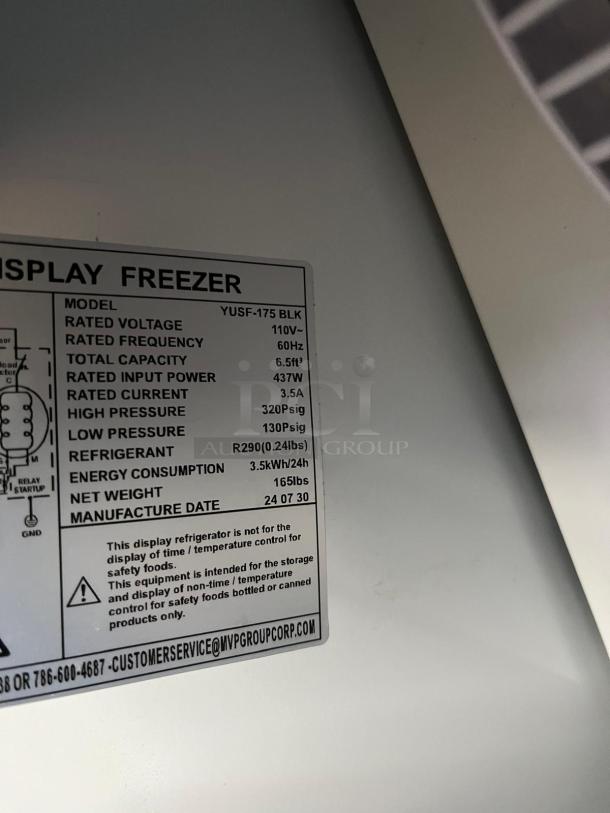 ISPLAY FREEZER
MODEL YUSF-175 BLK
RATED VOLTAGE 110V~
RATED FREQUENCY 60Hz
TOTAL CAPACITY 6.5ft³
RATED INPUT POWER 437W
RATED CURRENT 3.5A
HIGH PRESSURE 320Psig
LOW PRESSURE 130Psig
REFRIGERANT R290(0.24lbs)
ENERGY CONSUMPTION 3.5kWh/24h
NET WEIGHT 165lbs
MANUFACTURE DATE 24 07 30
C
M
RELAY
STARTUP
GND
This display refrigerator is not for the
display of time / temperature control for
safety foods.
This equipment is intended for the storage
and display of non-time / temperature
control for safety foods bottled or canned
products only.
38 OR 786-600-4687 -CUSTOMERSERVICE@MVPGROUPCORP.COM
PCI
AUCTION GROUP